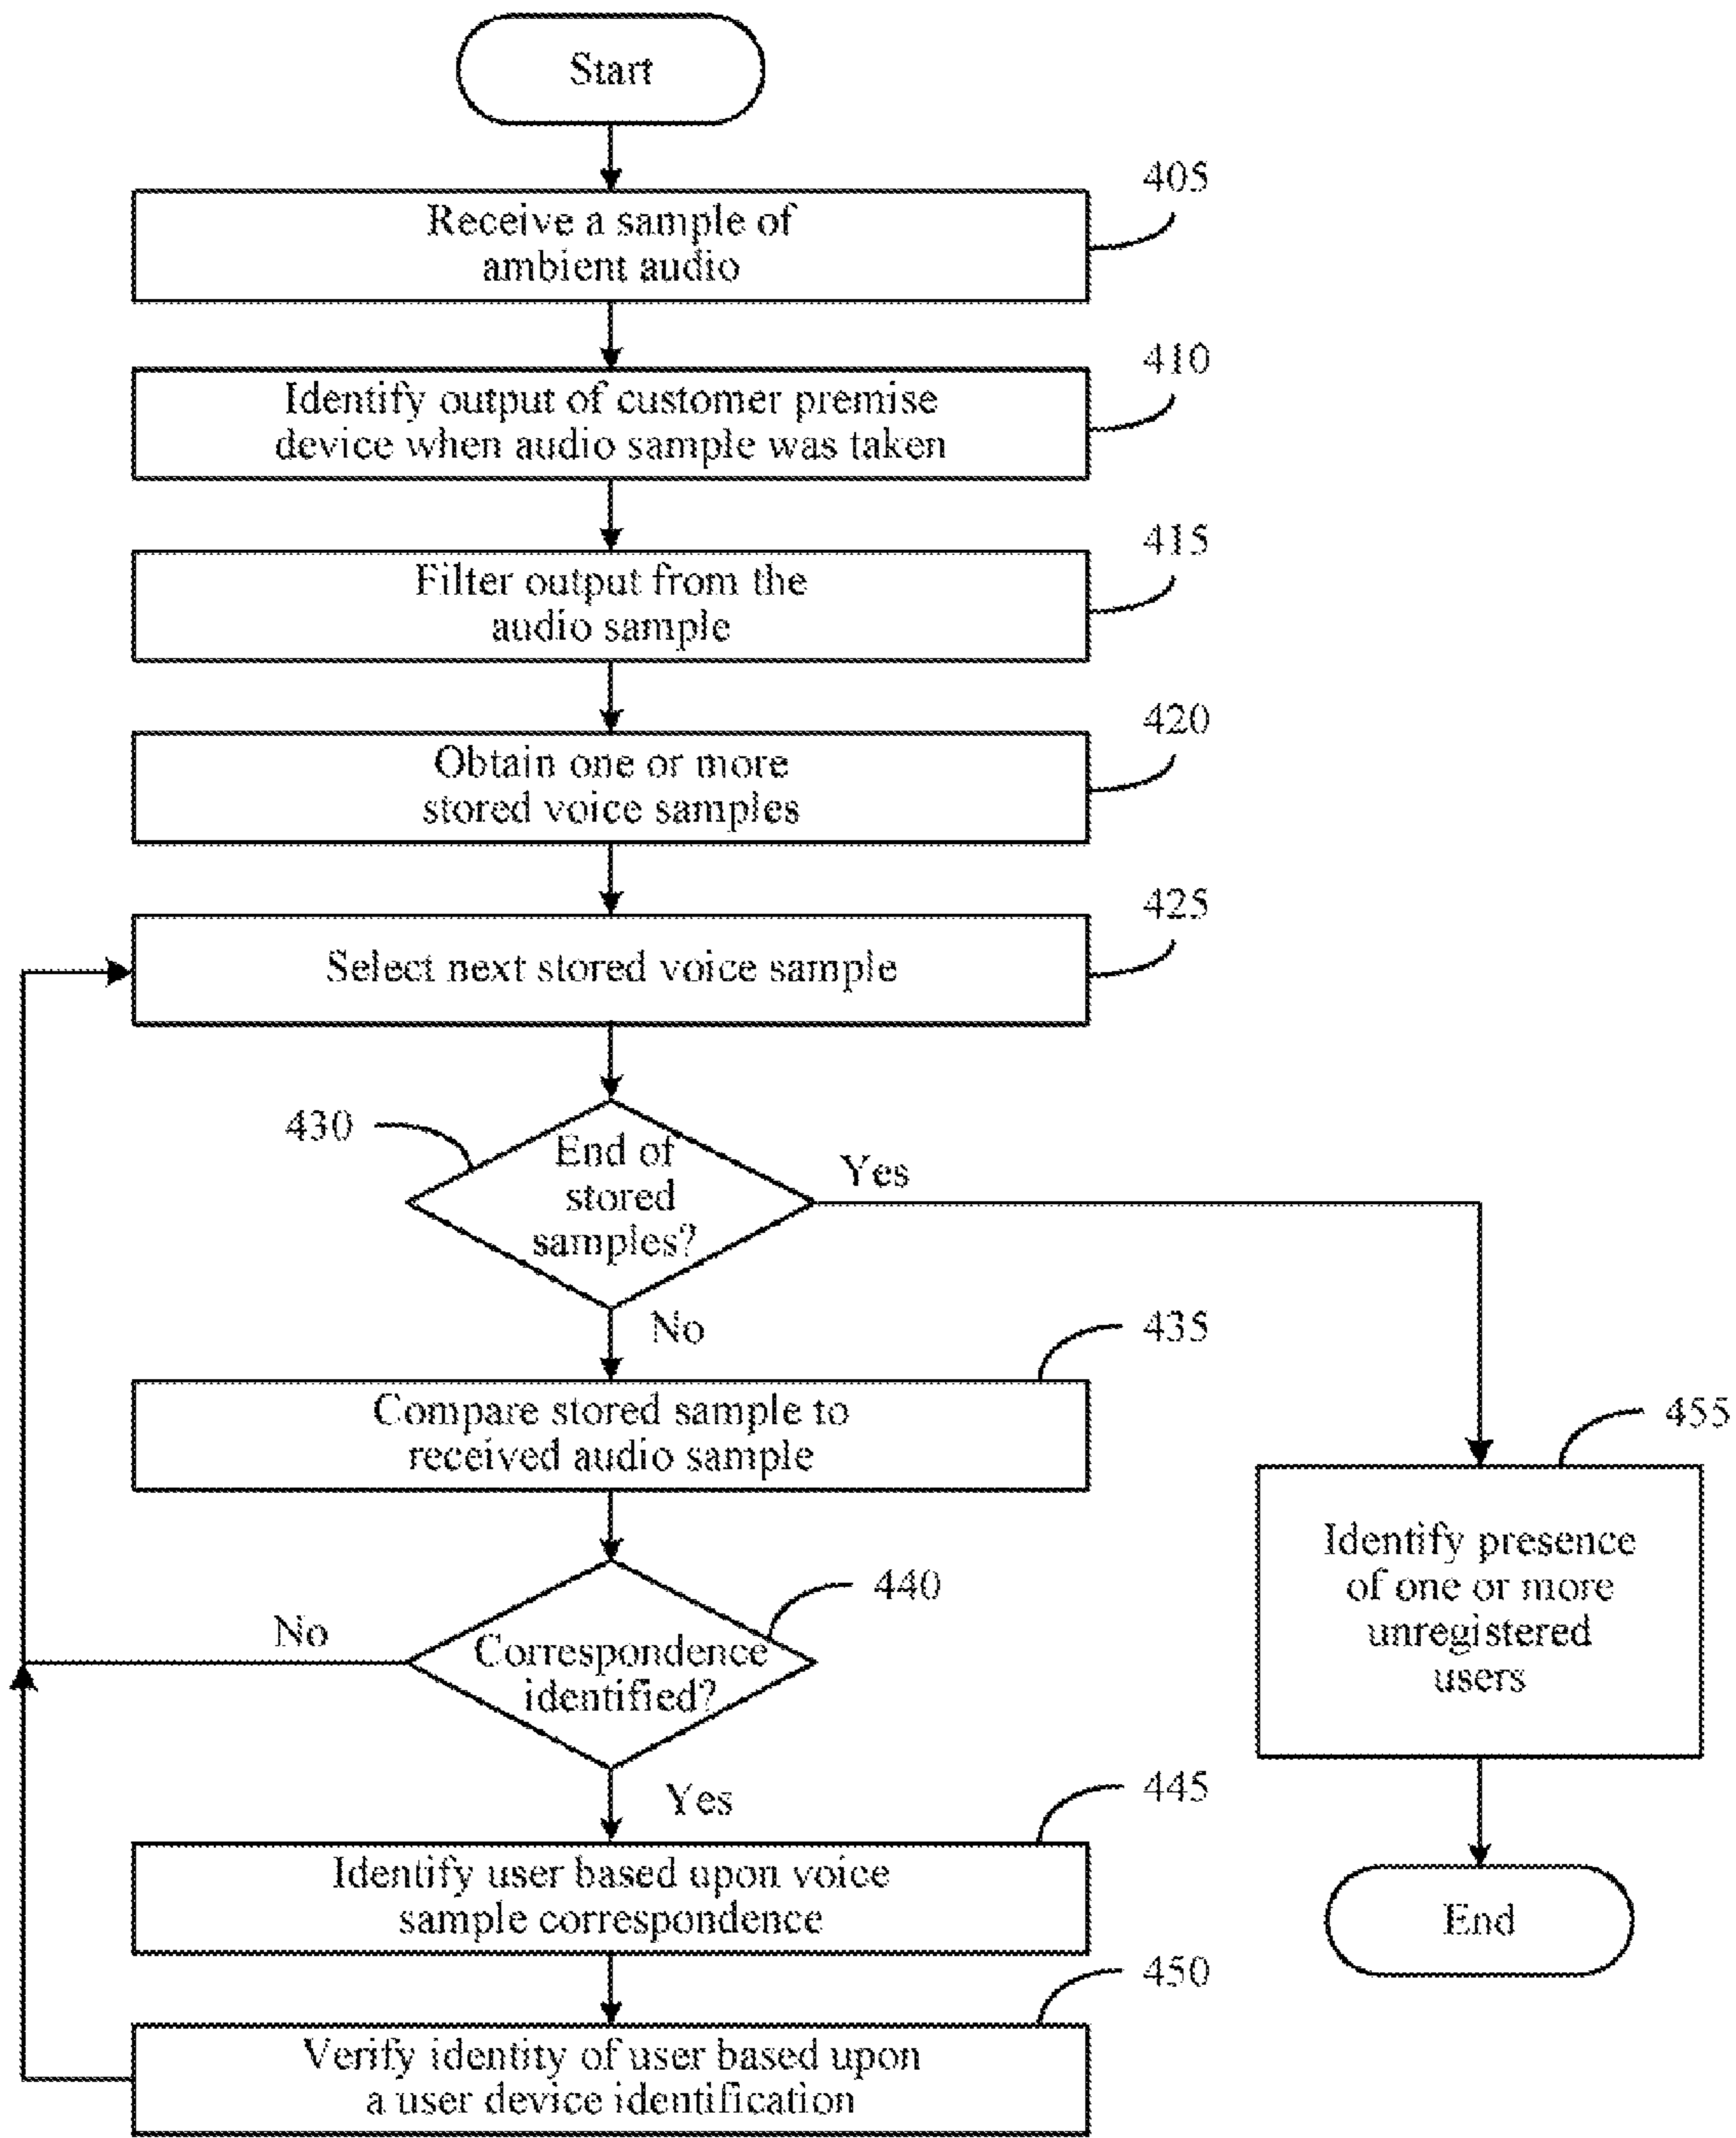 Start
405
Receive a sample of
ambient audio
410
Identify output of customer premise
device when audio sample was taken
415
Filter output from the
audio sample
420
Obtain one or more
stored voice samples
425
Select next stored voice sample
430
End of
stored
samples?
Yes
No
435
Compare stored sample to
received audio sample
455
Identify presence
of one or more
unregistered
users
440
No
Correspondence
identified?
Yes
445
Identify user based upon voice
sample correspondence
End
450
Verify identity of user based upon
a user device identification